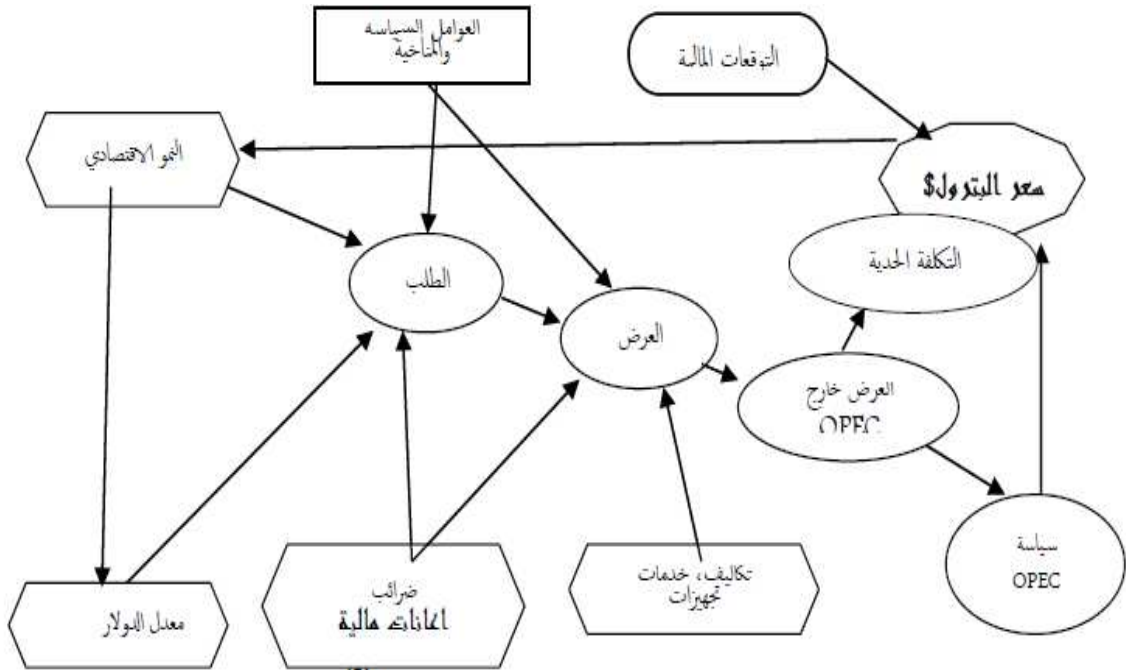 العوامل السياسه
والمناخية
التوقعات المالية
النمو الاقتصادي
سعر البترول$
التكلفة الحدية
الطلب
العرض
العرض خارج
OPEC
سياسة
OPEC
تكاليف، خدمات
تجهيزات
ضرائب
اعانات مالية
معدل الدولار